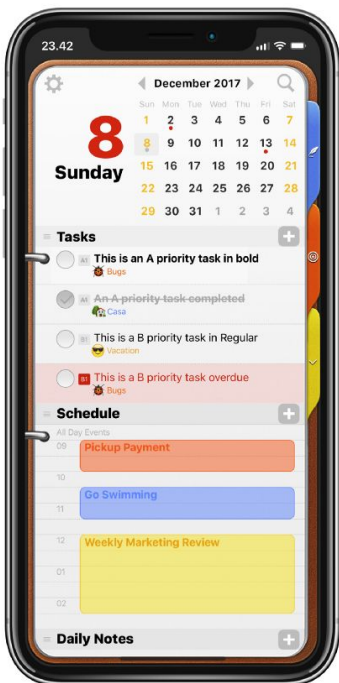 23.42
December 2017
Sun Mon Tue Wed Thu Fri Sat
1 2 3 4 5 6 7
8 9 10 11 12 13 14
15 16 17 18 19 20 21
22 23 24 25 26 27 28
29 30 31 1 2 3 4
8
Sunday
Tasks
A1 This is an A priority task in bold
Bugs
An A priority task completed
Casa
This is a B priority task in Regular
Vacation
B1 This is a B priority task overdue
Bugs
Schedule
All Day Events
09 Pickup Payment
10
Go Swimming
11
12 Weekly Marketing Review
01
02
Daily Notes